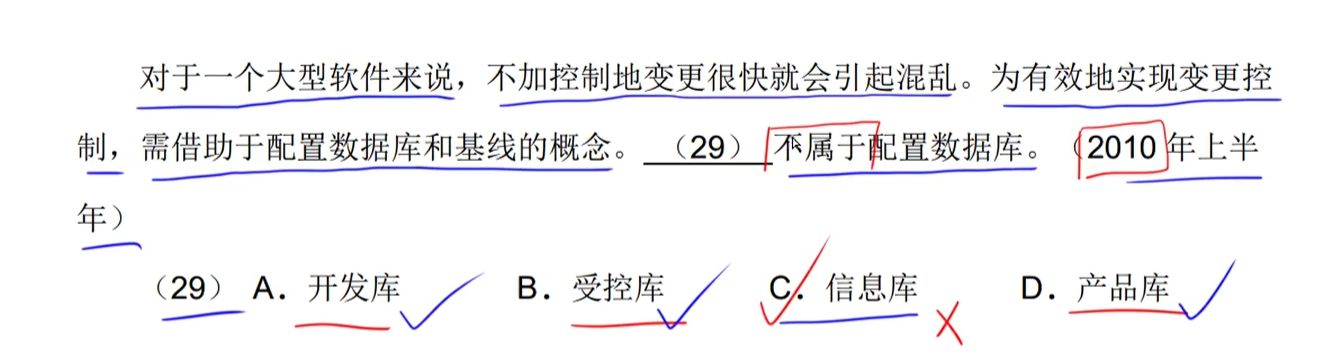 对于一个大型软件来说，不加控制地变更很快就会引起混乱。为有效地实现变更控
制，需借助于配置数据库和基线的概念。（29）不属于配置数据库。（2010 年上半
年）
（29）A．开发库 B．受控库 C．信息库 D．产品库